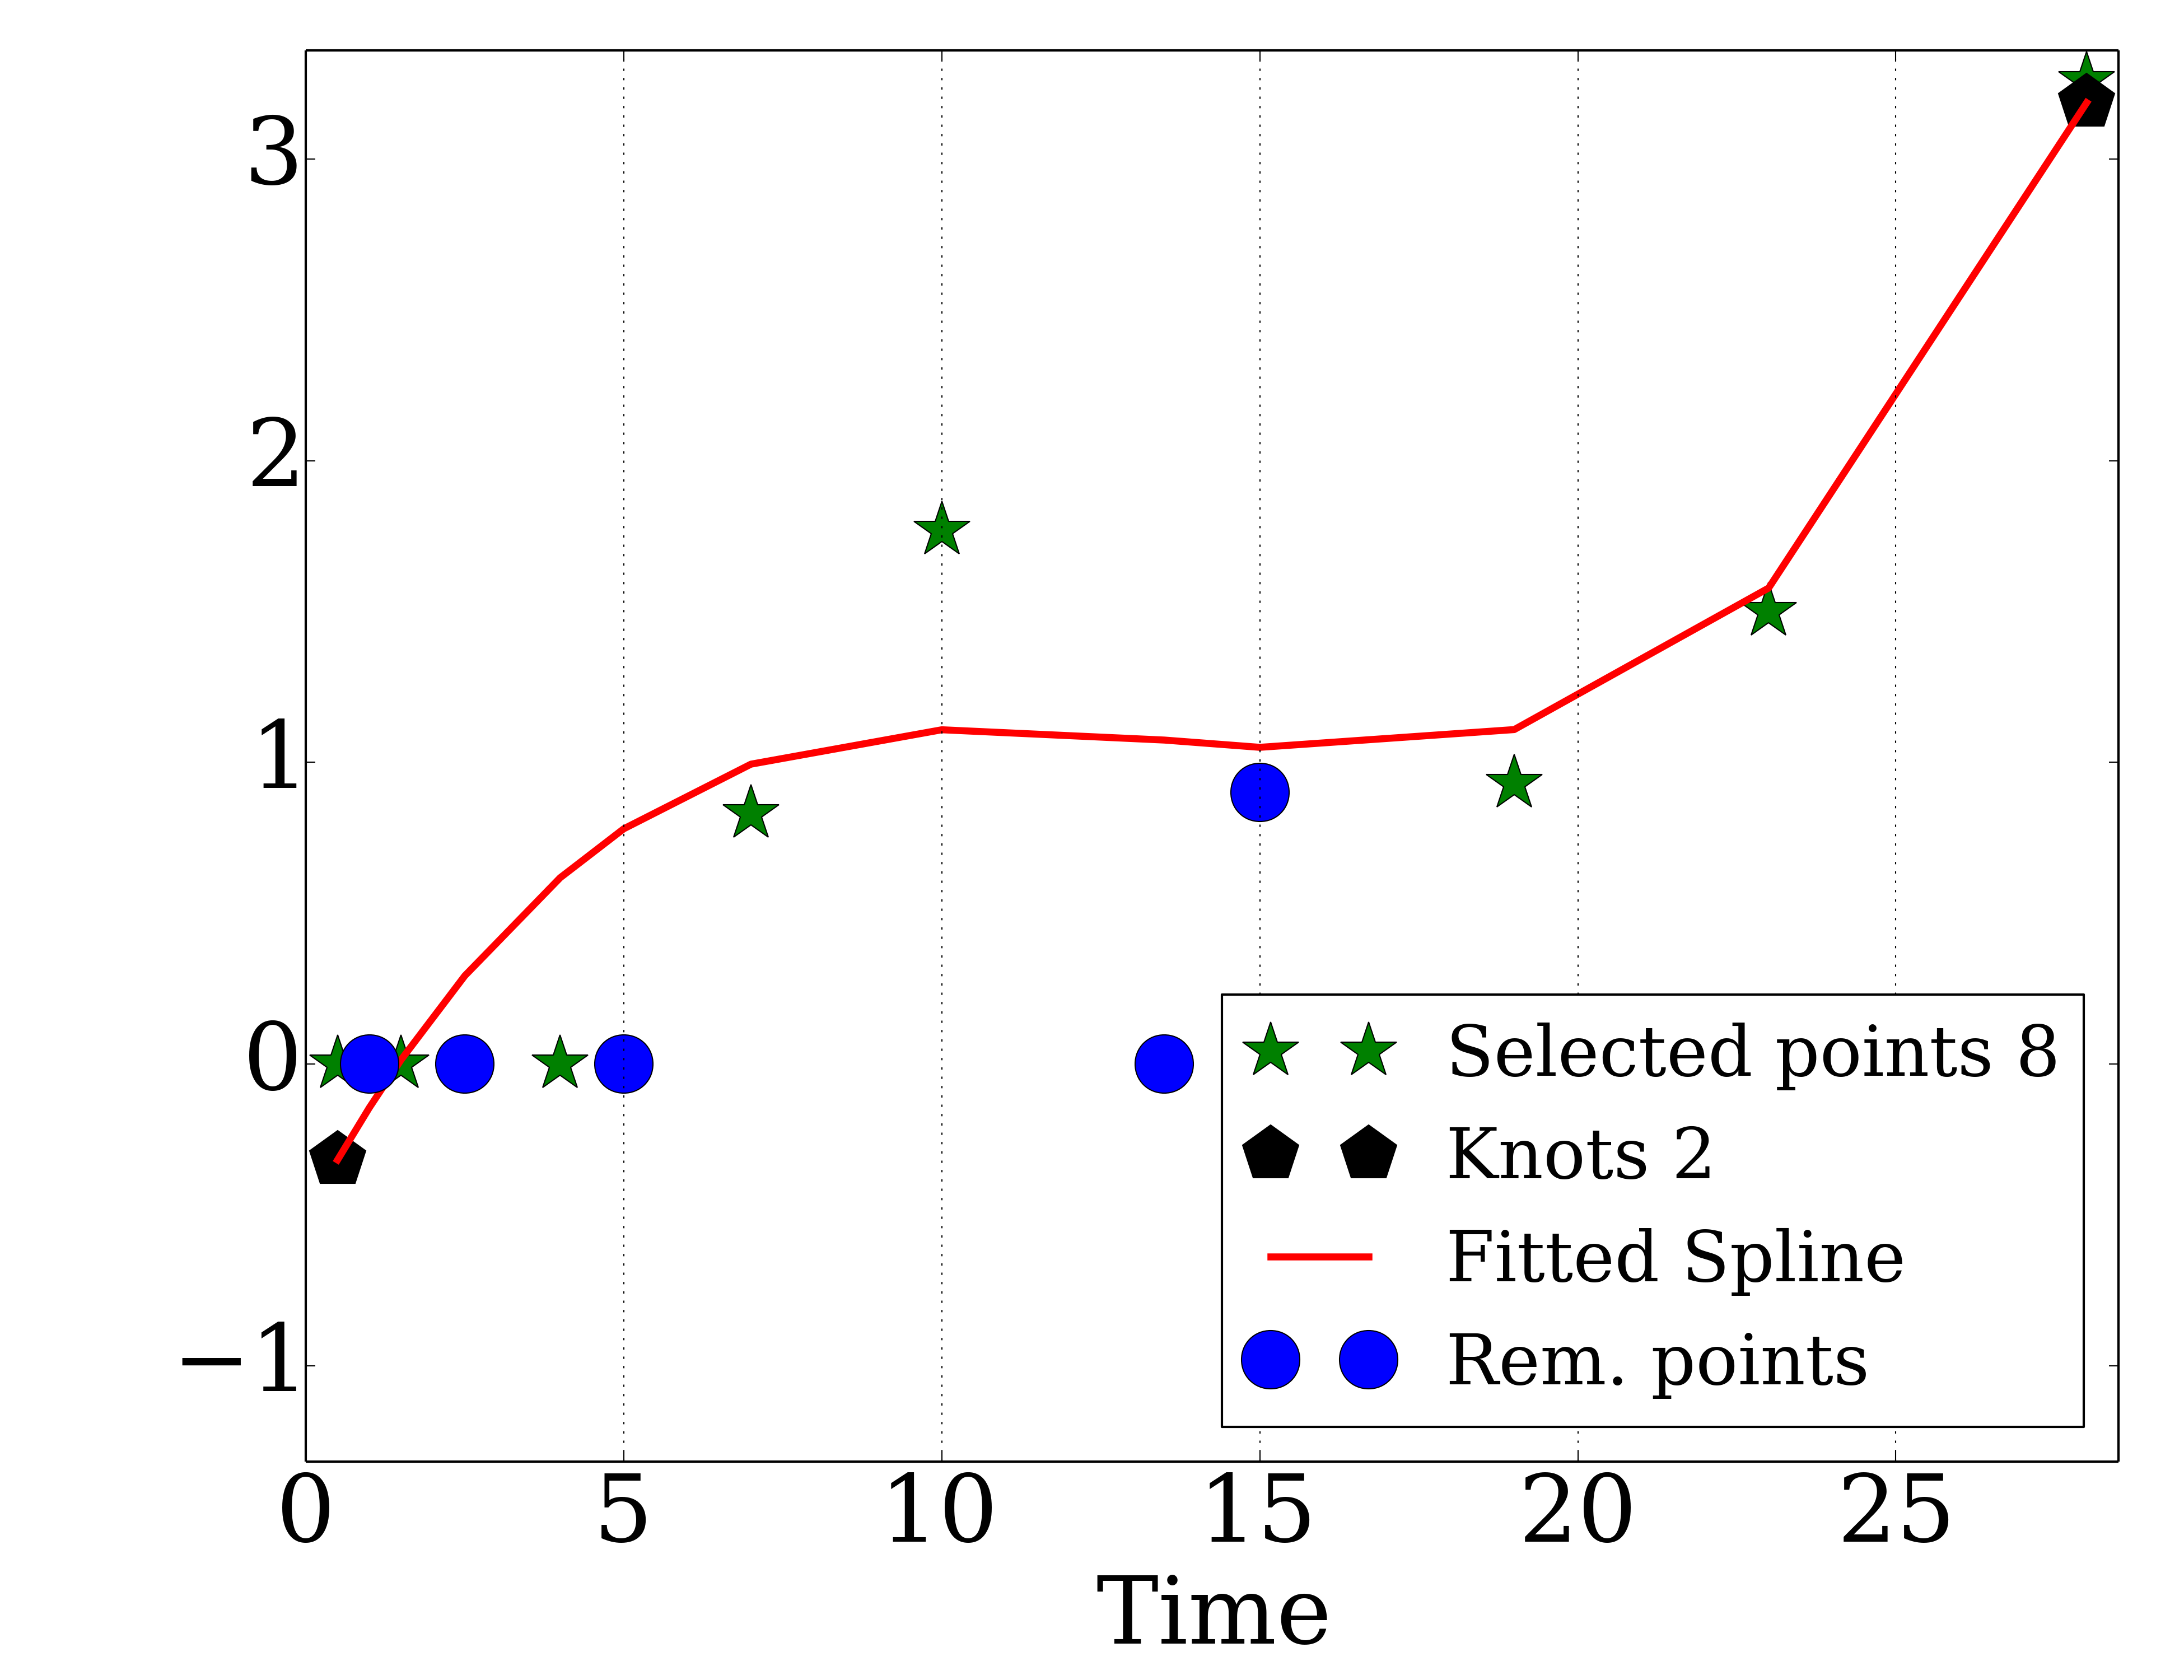 3
2
1
0
−1
0 5 10 15 20 25
Time
Selected points 8
Knots 2
Fitted Spline
Rem. points